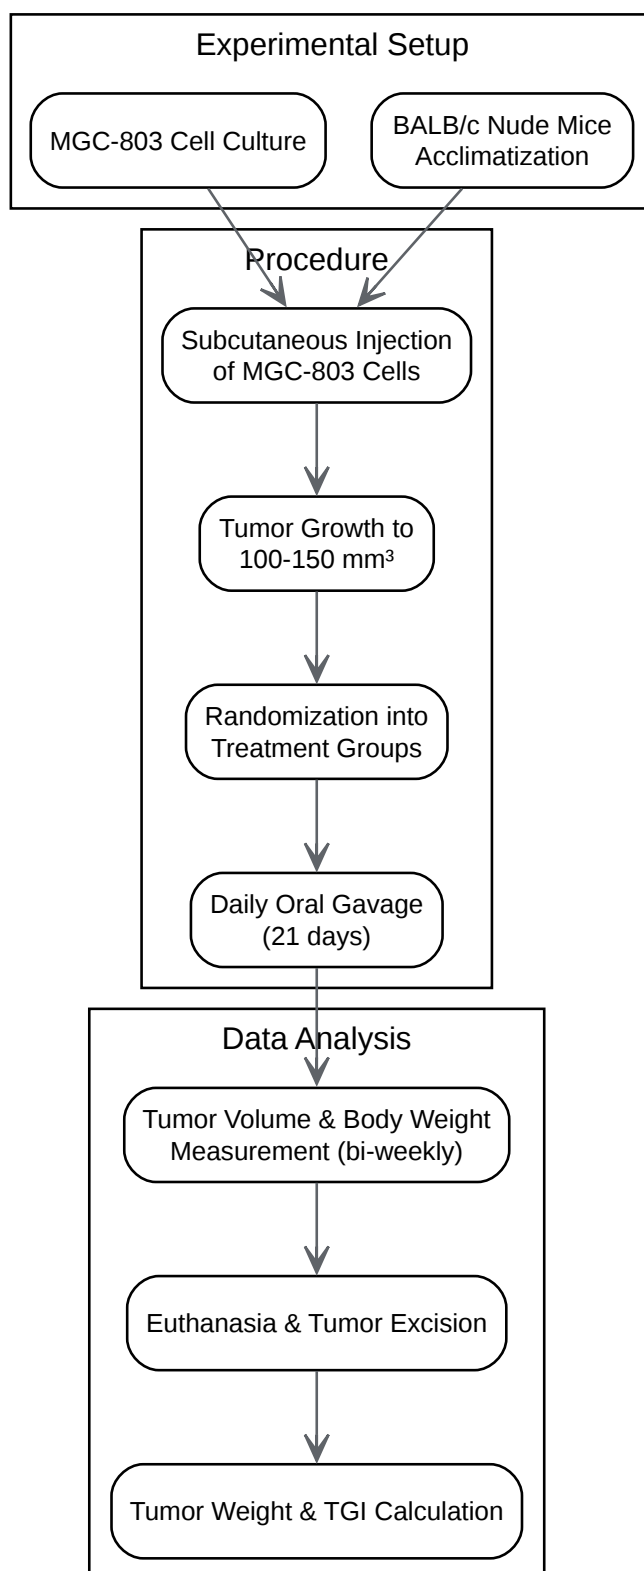 Experimental Setup
MGC-803 Cell Culture
BALB/c Nude Mice
Acclimatization
Procedure
Subcutaneous Injection
of MGC-803 Cells
Tumor Growth to
100-150 mm³
Randomization into
Treatment Groups
Daily Oral Gavage
(21 days)
Data Analysis
Tumor Volume & Body Weight
Measurement (bi-weekly)
Euthanasia & Tumor Excision
Tumor Weight & TGI Calculation